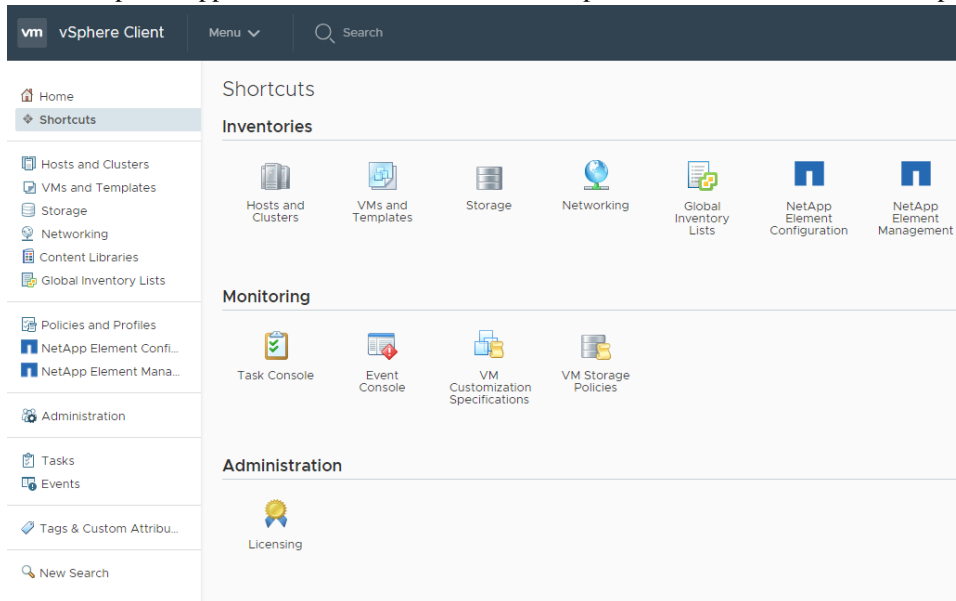 vm vSphere Client Menu Search
Home
Shortcuts
Hosts and Clusters
VMs and Templates
Storage
Networking
Content Libraries
Global Inventory Lists
Policies and Profiles
NetApp Element Confi...
NetApp Element Mana...
Administration
Tasks
Events
Tags & Custom Attribu...
New Search
Shortcuts
Inventories
Hosts and
Clusters
VMs and
Templates
Storage
Networking
Global
Inventory
Lists
NetApp
Element
Configuration
NetApp
Element
Management
Monitoring
Task Console
Event
Console
VM
Customization
Specifications
VM Storage
Policies
Administration
Licensing